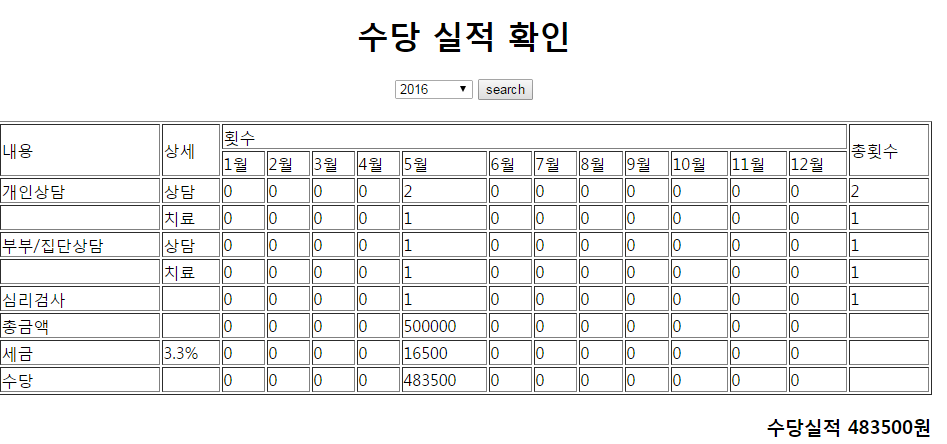 수당 실적 확인
2016 search
내용 상세 횟수 총횟수
1월 2월 3월 4월 5월 6월 7월 8월 9월 10월 11월 12월
개인상담 상담 0 0 0 0 2 0 0 0 0 0 0 0 2
치료 0 0 0 0 1 0 0 0 0 0 0 0 1
부부/집단상담 상담 0 0 0 0 1 0 0 0 0 0 0 0 1
치료 0 0 0 0 1 0 0 0 0 0 0 0 1
심리검사 0 0 0 0 1 0 0 0 0 0 0 0 1
총금액 0 0 0 0 500000 0 0 0 0 0 0 0
세금 3.3% 0 0 0 0 16500 0 0 0 0 0 0 0
수당 0 0 0 0 483500 0 0 0 0 0 0 0
수당실적 483500원